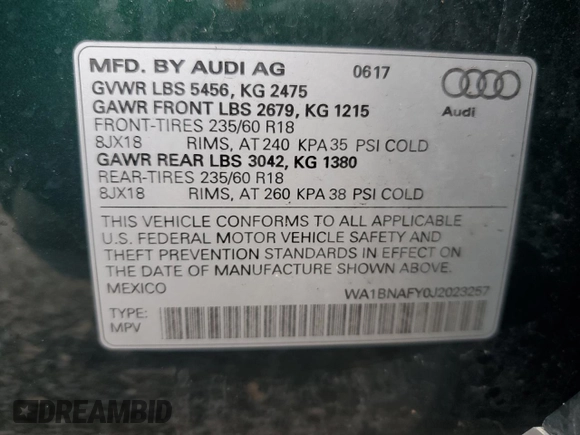 MFD. BY AUDI AG 0617
GVWR LBS 5456, KG 2475
GAWR FRONT LBS 2679, KG 1215
FRONT-TIRES 235/60 R18
8JX18 RIMS, AT 240 KPA 35 PSI COLD
GAWR REAR LBS 3042, KG 1380
REAR-TIRES 235/60 R18
8JX18 RIMS, AT 260 KPA 38 PSI COLD
Audi
THIS VEHICLE CONFORMS TO ALL APPLICABLE
U.S. FEDERAL MOTOR VEHICLE SAFETY AND
THEFT PREVENTION STANDARDS IN EFFECT ON
THE DATE OF MANUFACTURE SHOWN ABOVE.
MEXICO WA1BNAFY0J2023257
TYPE:
MPV
DREAMBID